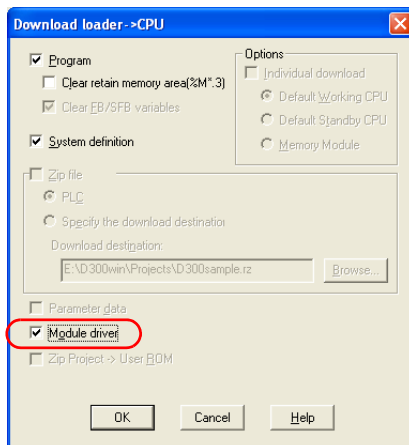 Download loader->CPU
Program
Clear retain memory area(%M*.3)
Clear FB/SFB variables
System definition
Options
Individual download
Default Working CPU
Default Standby CPU
Memory Module
Zip file
PLC
Specify the download destination
Download destination:
E:\D300win\Projects\D300sample.rz
Browse...
Parameter data
Module driver
Zip Project -> User ROM
OK
Cancel
Help